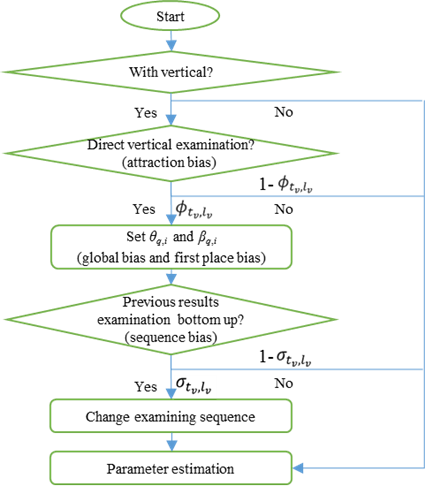 Start
With vertical?
Yes No
Direct vertical examination?
(attraction bias)
1- ϕ_{t_v,l_v}
Yes ϕ_{t_v,l_v} No
Set θ_{q,i} and β_{q,i}
(global bias and first place bias)
Previous results
examination bottom up?
(sequence bias)
1- σ_{t_v,l_v}
Yes σ_{t_v,l_v} No
Change examining sequence
Parameter estimation